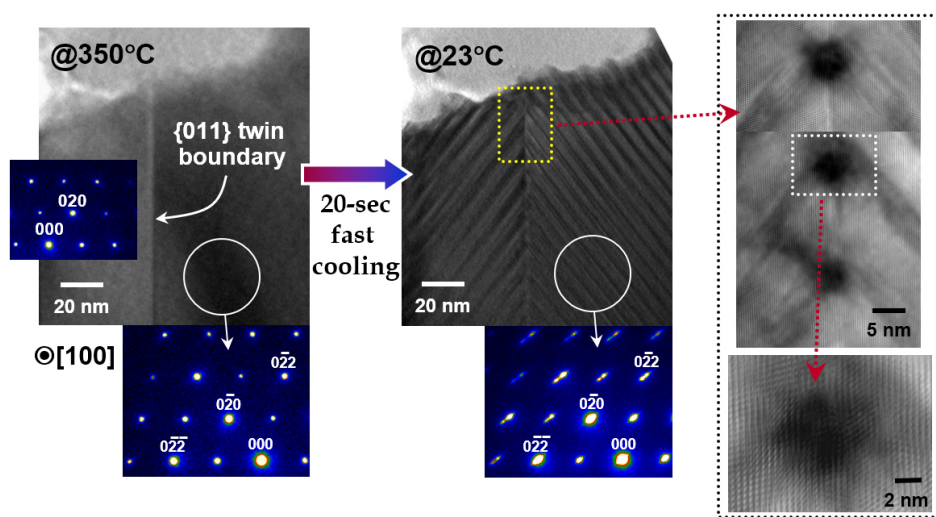 @350°C
{011} twin
boundary
020
000
20 nm
⊙[100]
02̅2
02̅0
02̅2̅
000
20-sec
fast
cooling
@23°C
20 nm
02̅2
02̅0
02̅2̅
000
5 nm
2 nm